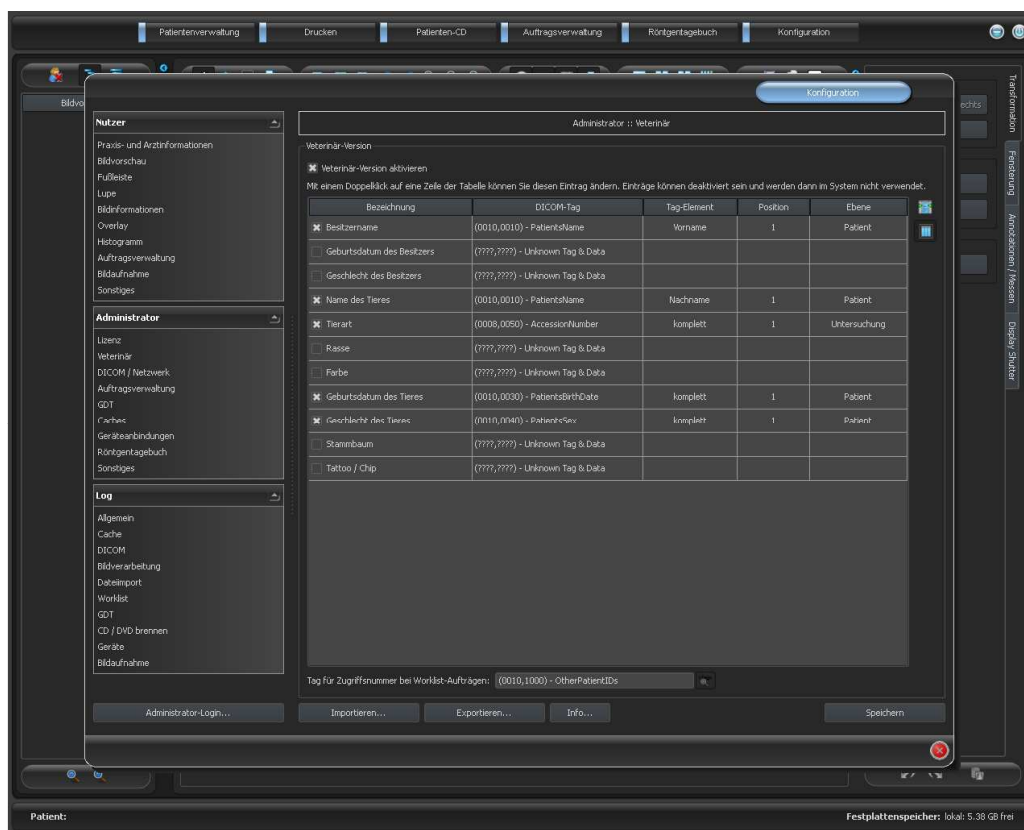 Patientenverwaltung Drucken Patienten-CD Auftragsverwaltung Röntgentagebuch Konfiguration
Bildvo
Konfiguration
echts
Transformation
Fensterung
Annotationen / Messen
Display Shutter
Nutzer
Praxis- und Arztinformationen
Bildvorschau
Fußleiste
Lupe
Bildinformationen
Overlay
Histogramm
Auftragsverwaltung
Bildaufnahme
Sonstiges
Administrator
Lizenz
Veterinär
DICOM / Netzwerk
Auftragsverwaltung
GDT
Caches
Geräteanbindungen
Röntgentagebuch
Sonstiges
Log
Allgemein
Cache
DICOM
Bildverarbeitung
Dateiimport
Worklist
GDT
CD / DVD brennen
Geräte
Bildaufnahme
Administrator-Login...
Administrator :: Veterinär
Veterinär-Version
Veterinär-Version aktivieren
Mit einem Doppelklick auf eine Zeile der Tabelle können Sie diesen Eintrag ändern. Einträge können deaktiviert sein und werden dann im System nicht verwendet.
Bezeichnung DICOM-Tag Tag-Element Position Ebene
Besitzername (0010,0010) - PatientsName Vorname 1 Patient
Geburtsdatum des Besitzers (????,????) - Unknown Tag & Data
Geschlecht des Besitzers (????,????) - Unknown Tag & Data
Name des Tieres (0010,0010) - PatientsName Nachname 1 Patient
Tierart (0008,0050) - AccessionNumber komplett 1 Untersuchung
Rasse (????,????) - Unknown Tag & Data
Farbe (????,????) - Unknown Tag & Data
Geburtsdatum des Tieres (0010,0030) - PatientsBirthDate komplett 1 Patient
Geschlecht des Tieres (0010,0040) - PatientsSex komplett 1 Patient
Stammbaum (????,????) - Unknown Tag & Data
Tattoo / Chip (????,????) - Unknown Tag & Data
Tag für Zugriffsnummer bei Worklist-Aufträgen: (0010,1000) - OtherPatientIDs
Importieren... Exportieren... Info... Speichern
Patient: Festplattenspeicher: lokal: 5.38 GB frei